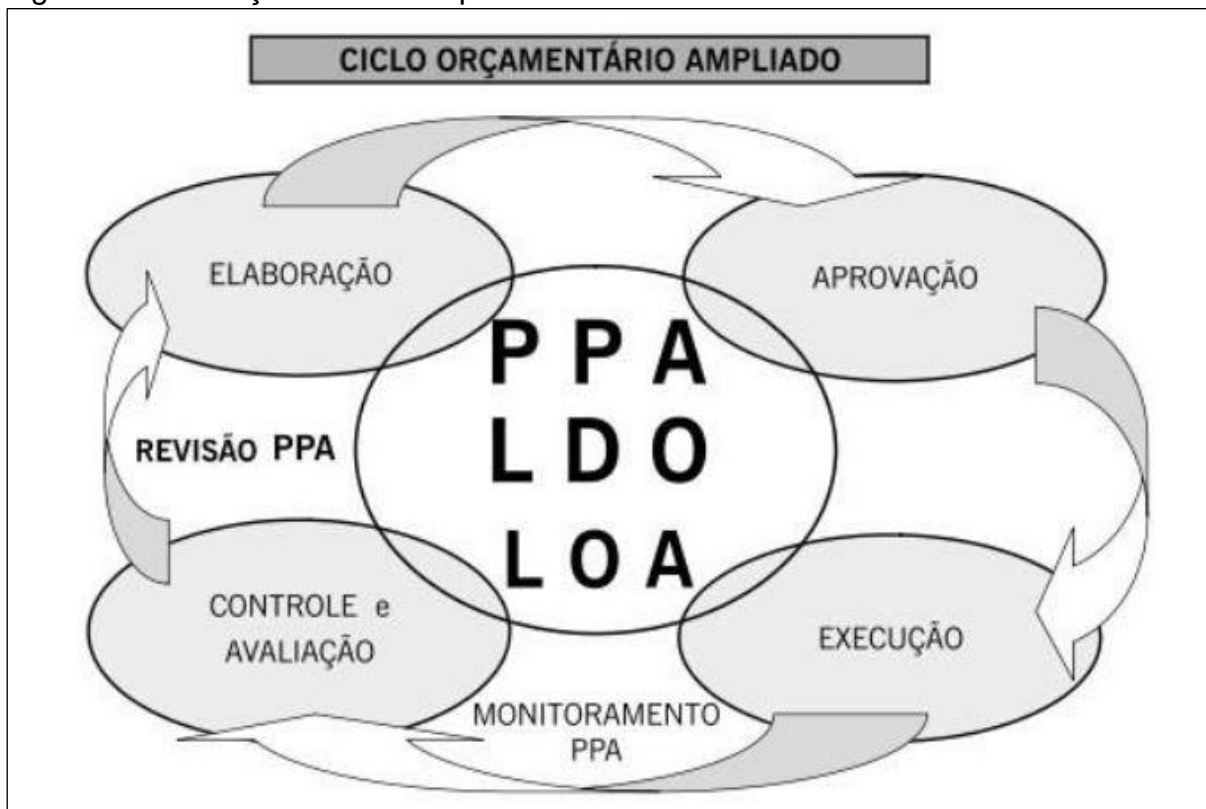 CICLO ORÇAMENTÁRIO AMPLIADO
ELABORAÇÃO
APROVAÇÃO
P P A
L D O
L O A
REVISÃO PPA
CONTROLE e
AVALIAÇÃO
EXECUÇÃO
MONITORAMENTO
PPA